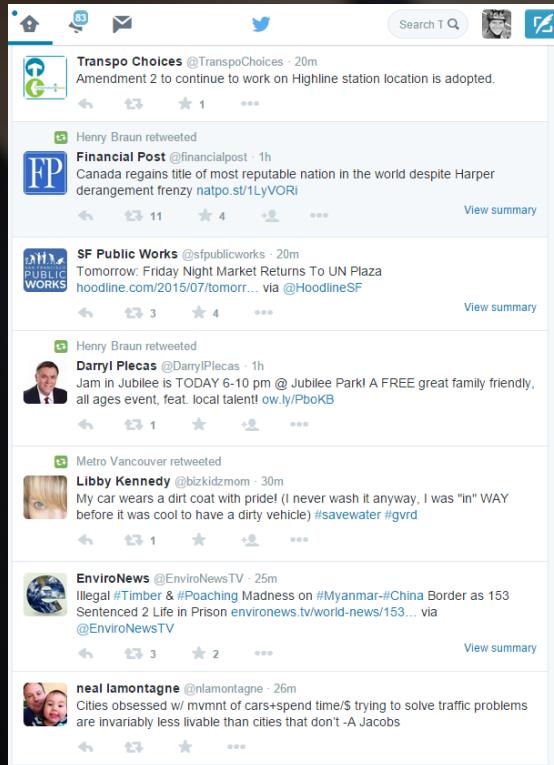 83
Search T
Transpo Choices @TranspoChoices · 20m
Amendment 2 to continue to work on Highline station location is adopted.
1
Henry Braun retweeted
FP
Financial Post @financialpost · 1h
Canada regains title of most reputable nation in the world despite Harper
derangement frenzy natpo.st/1LyVORi
11 4
View summary
SAN FRANCISCO
PUBLIC
WORKS
SF Public Works @sfpublicworks · 20m
Tomorrow: Friday Night Market Returns To UN Plaza
hoodline.com/2015/07/tomorr… via @HoodlineSF
3 4
View summary
Henry Braun retweeted
Darryl Plecas @DarrylPlecas · 1h
Jam in Jubilee is TODAY 6-10 pm @ Jubilee Park! A FREE great family friendly,
all ages event, feat. local talent! ow.ly/PboKB
1
Metro Vancouver retweeted
Libby Kennedy @bizkidzmom · 30m
My car wears a dirt coat with pride! (I never wash it anyway, I was "in" WAY
before it was cool to have a dirty vehicle) #savewater #gvrd
1
EnviroNews @EnviroNewsTV · 25m
Illegal #Timber & #Poaching Madness on #Myanmar-#China Border as 153
Sentenced 2 Life in Prison environews.tv/world-news/153… via
@EnviroNewsTV
3 2
View summary
neal lamontagne @nlamontagne · 26m
Cities obsessed w/ mvmnt of cars+spend time/$ trying to solve traffic problems
are invariably less livable than cities that don't -A Jacobs